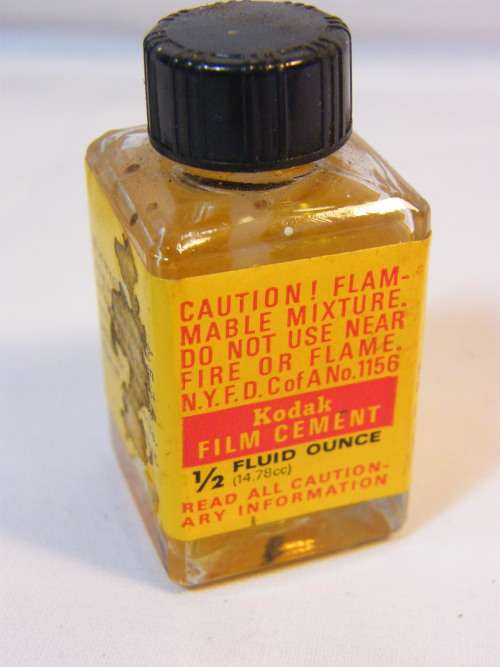 CAUTION! FLAM-
MABLE MIXTURE.
DO NOT USE NEAR
FIRE OR FLAME.
N.Y.F.D. C of A No. 1156
Kodak
FILM CEMENT
1/2 FLUID OUNCE
(14.78cc)
READ ALL CAUTION-
ARY INFORMATION